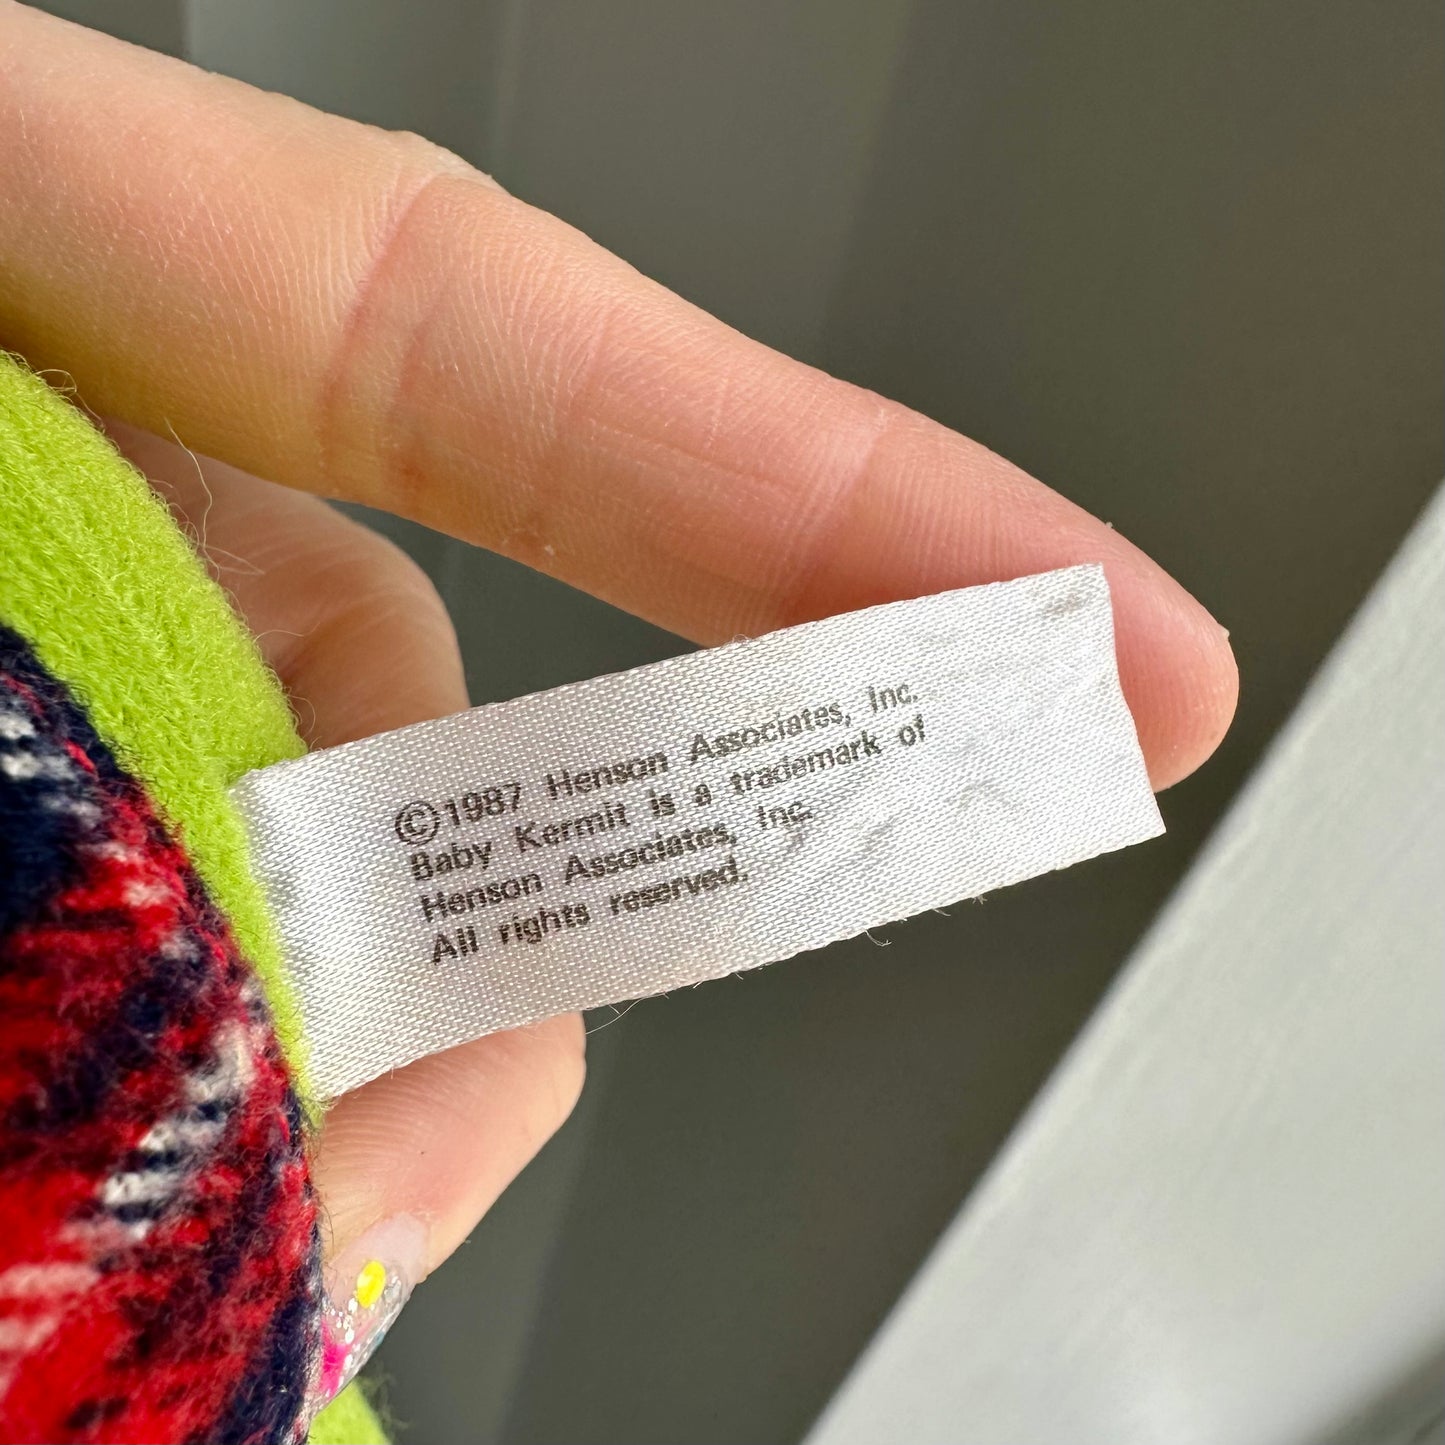 ©1987 Henson Associates, Inc.
Baby Kermit is a trademark of
Henson Associates, Inc.
All rights reserved.